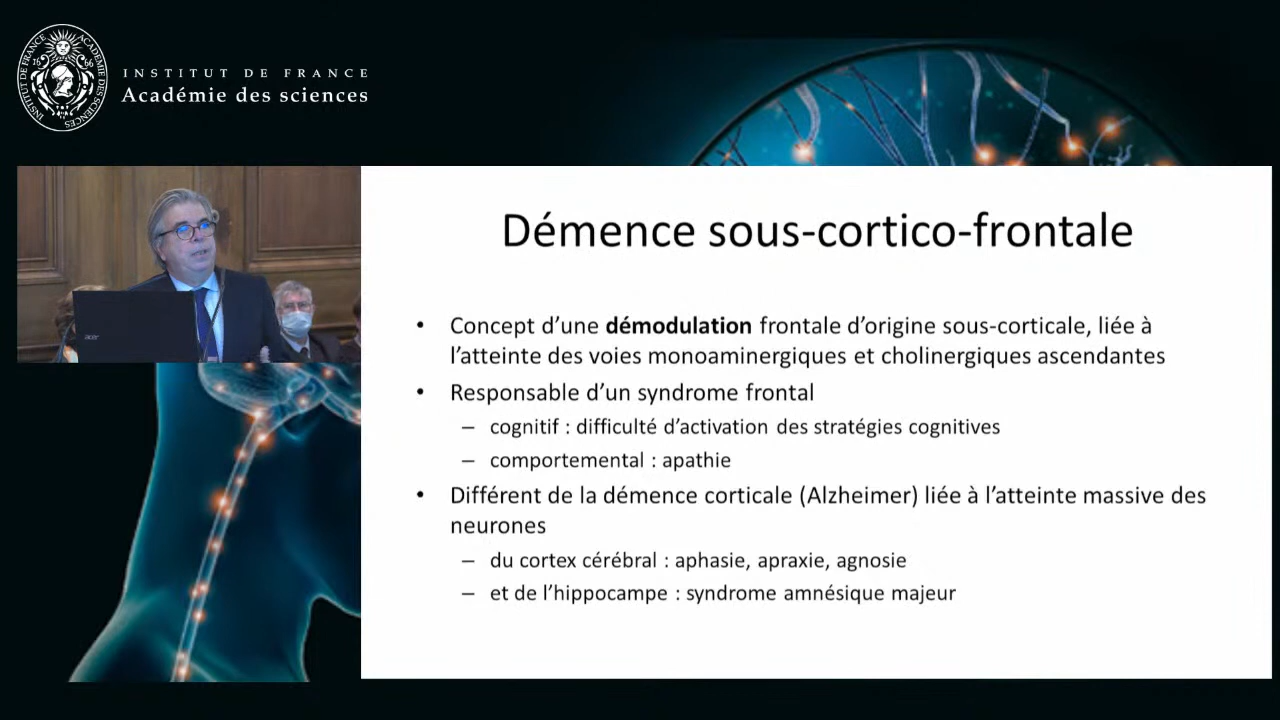 INSTITUT DE FRANCE
Académie des sciences
Démence sous-cortico-frontale
• Concept d’une démodulation frontale d’origine sous-corticale, liée à
l’atteinte des voies monoaminergiques et cholinergiques ascendantes
• Responsable d’un syndrome frontal
– cognitif : difficulté d’activation des stratégies cognitives
– comportemental : apathie
• Différent de la démence corticale (Alzheimer) liée à l’atteinte massive des
neurones
– du cortex cérébral : aphasie, apraxie, agnosie
– et de l’hippocampe : syndrome amnésique majeur
acer